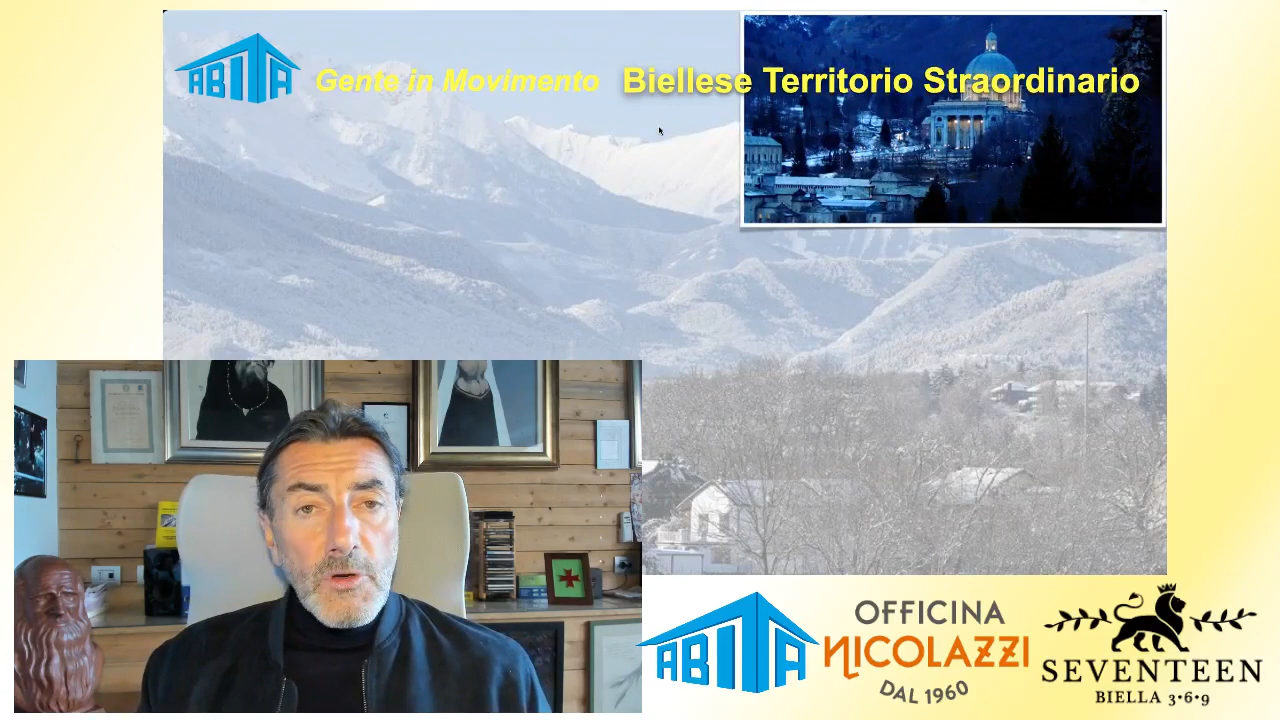 ABITA
Gente in Movimento
Biellese Territorio Straordinario
ABITA
OFFICINA
NICOLAZZI
DAL 1960
SEVENTEEN
BIELLA 3•6•9